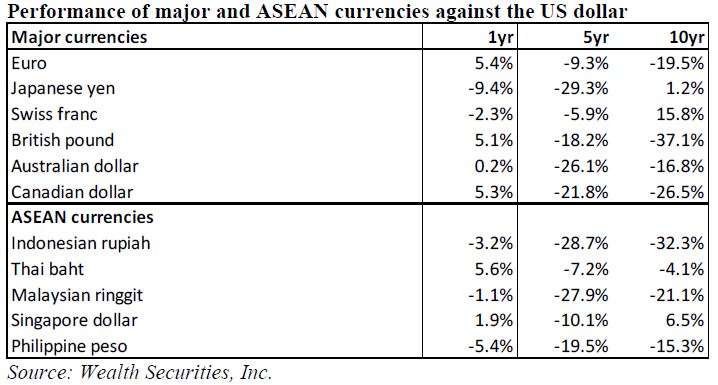 Performance of major and ASEAN currencies against the US dollar
Major currencies 1yr 5yr 10yr
Euro 5.4% -9.3% -19.5%
Japanese yen -9.4% -29.3% 1.2%
Swiss franc -2.3% -5.9% 15.8%
British pound 5.1% -18.2% -37.1%
Australian dollar 0.2% -26.1% -16.8%
Canadian dollar 5.3% -21.8% -26.5%
ASEAN currencies
Indonesian rupiah -3.2% -28.7% -32.3%
Thai baht 5.6% -7.2% -4.1%
Malaysian ringgit -1.1% -27.9% -21.1%
Singapore dollar 1.9% -10.1% 6.5%
Philippine peso -5.4% -19.5% -15.3%
Source: Wealth Securities, Inc.